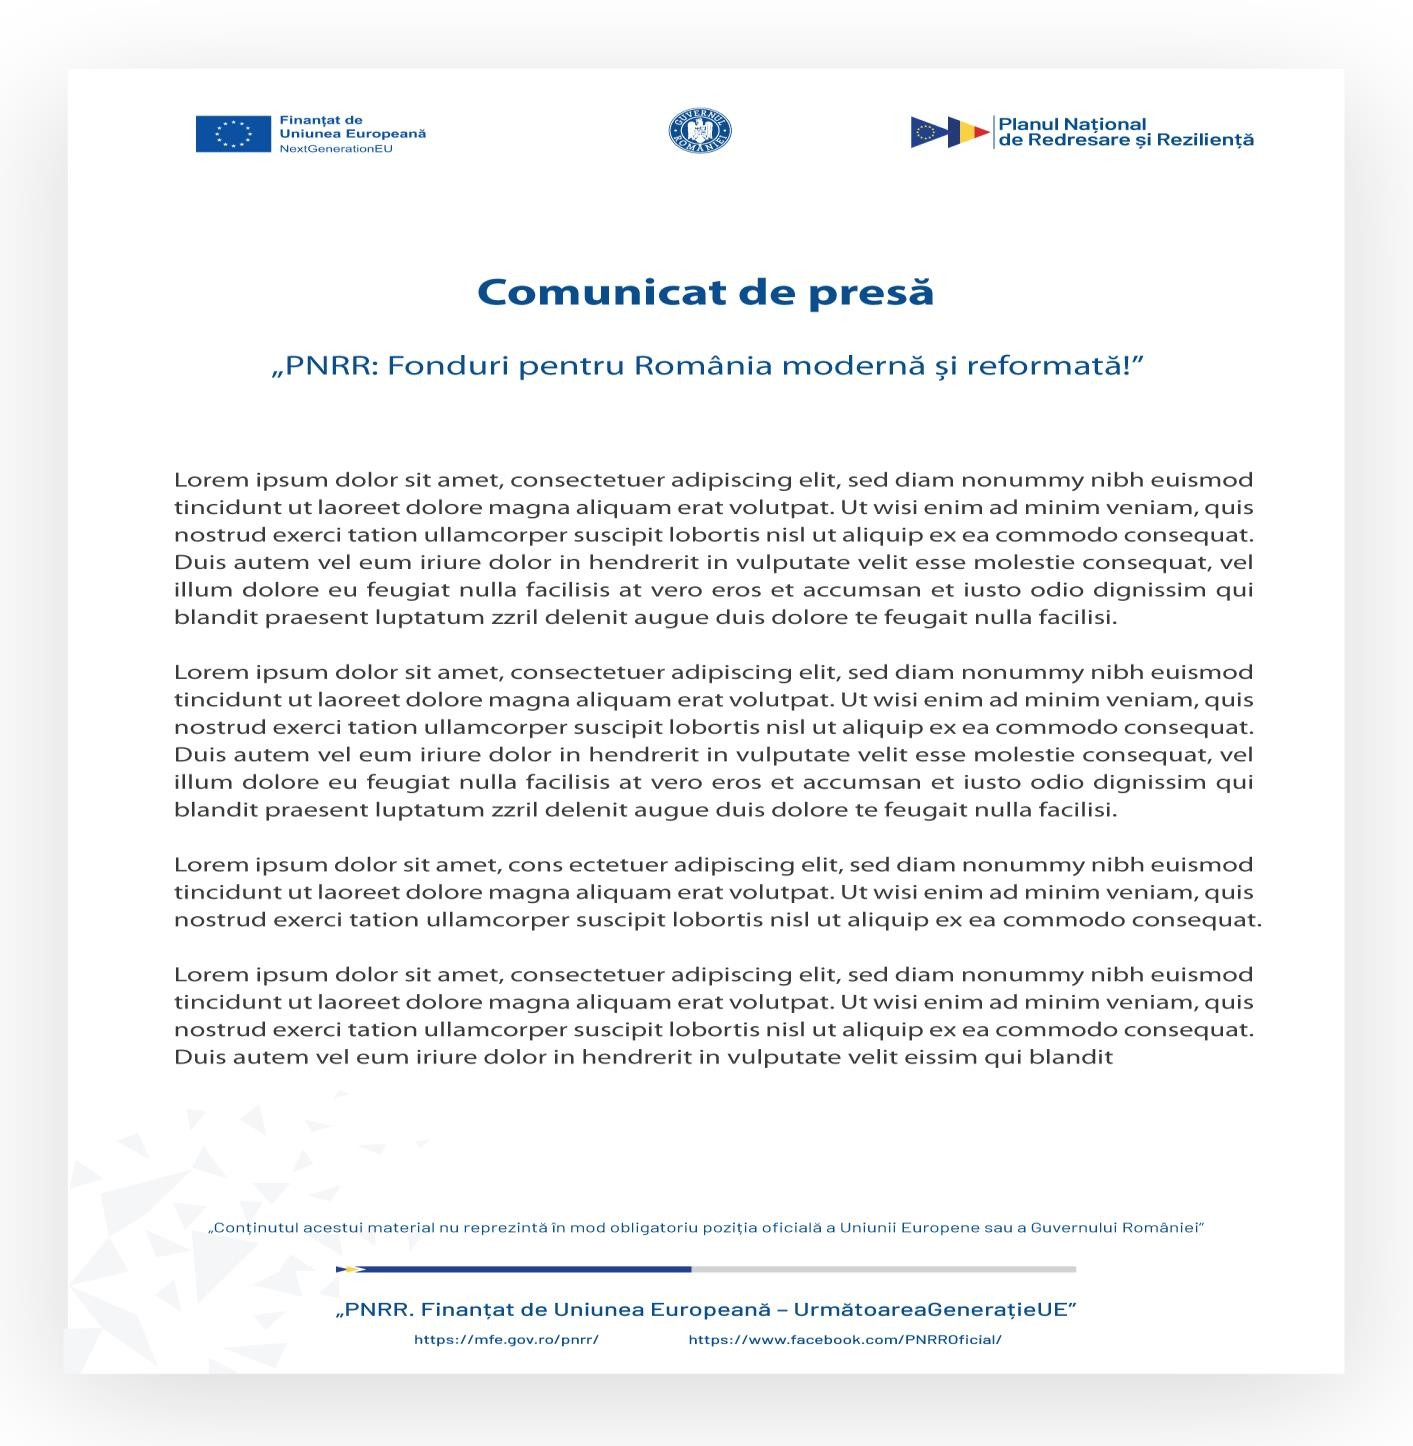 Finanțat de
Uniunea Europeană
NextGenerationEU
GUVERNUL ROMÂNIEI
Planul Național
de Redresare și Reziliență
Comunicat de presă
„PNRR: Fonduri pentru România modernă și reformată!”
Lorem ipsum dolor sit amet, consectetuer adipiscing elit, sed diam nonummy nibh euismod
tincidunt ut laoreet dolore magna aliquam erat volutpat. Ut wisi enim ad minim veniam, quis
nostrud exerci tation ullamcorper suscipit lobortis nisl ut aliquip ex ea commodo consequat.
Duis autem vel eum iriure dolor in hendrerit in vulputate velit esse molestie consequat, vel
illum dolore eu feugiat nulla facilisis at vero eros et accumsan et iusto odio dignissim qui
blandit praesent luptatum zzril delenit augue duis dolore te feugait nulla facilisi.
Lorem ipsum dolor sit amet, consectetuer adipiscing elit, sed diam nonummy nibh euismod
tincidunt ut laoreet dolore magna aliquam erat volutpat. Ut wisi enim ad minim veniam, quis
nostrud exerci tation ullamcorper suscipit lobortis nisl ut aliquip ex ea commodo consequat.
Duis autem vel eum iriure dolor in hendrerit in vulputate velit esse molestie consequat, vel
illum dolore eu feugiat nulla facilisis at vero eros et accumsan et iusto odio dignissim qui
blandit praesent luptatum zzril delenit augue duis dolore te feugait nulla facilisi.
Lorem ipsum dolor sit amet, cons ectetuer adipiscing elit, sed diam nonummy nibh euismod
tincidunt ut laoreet dolore magna aliquam erat volutpat. Ut wisi enim ad minim veniam, quis
nostrud exerci tation ullamcorper suscipit lobortis nisl ut aliquip ex ea commodo consequat.
Lorem ipsum dolor sit amet, consectetuer adipiscing elit, sed diam nonummy nibh euismod
tincidunt ut laoreet dolore magna aliquam erat volutpat. Ut wisi enim ad minim veniam, quis
nostrud exerci tation ullamcorper suscipit lobortis nisl ut aliquip ex ea commodo consequat.
Duis autem vel eum iriure dolor in hendrerit in vulputate velit eissim qui blandit
„Conținutul acestui material nu reprezintă în mod obligatoriu poziția oficială a Uniunii Europene sau a Guvernului României”
„PNRR. Finanțat de Uniunea Europeană – UrmătoareaGenerațieUE”
https://mfe.gov.ro/pnrr/ https://www.facebook.com/PNRROficial/